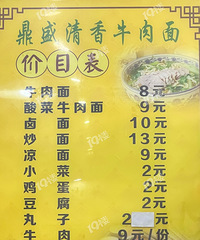 鼎盛清香牛肉面
价目表
牛肉面 8元
酸菜牛肉面 9元
卤面 10元
炒面 13元
凉面 9元
小菜 2元
鸡蛋 2元
豆腐 2元
丸子 2元
牛肉 9元/份